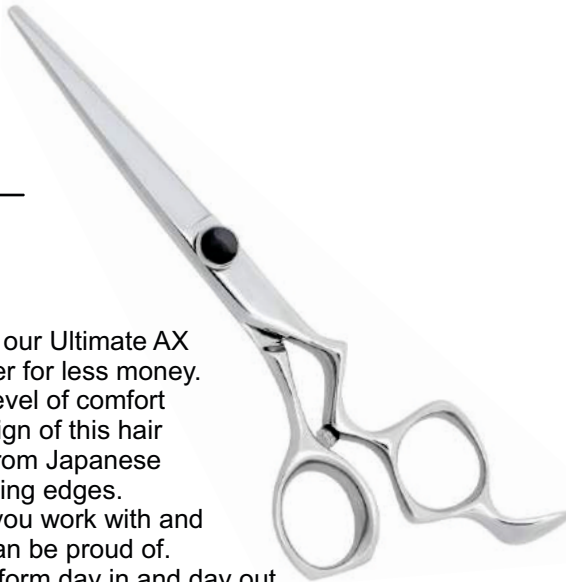 our Ultimate AX
er for less money.
evel of comfort
ign of this hair
rom Japanese
ing edges.
you work with and
an be proud of.
form day in and day out